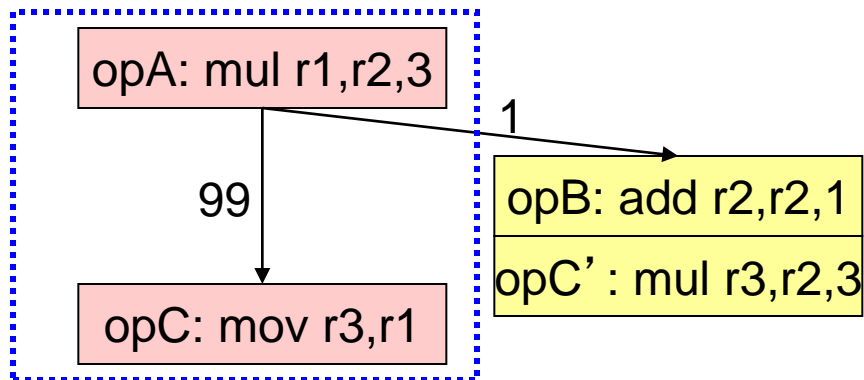 opA: mul r1,r2,3
1
99
opB: add r2,r2,1
opC’: mul r3,r2,3
opC: mov r3,r1